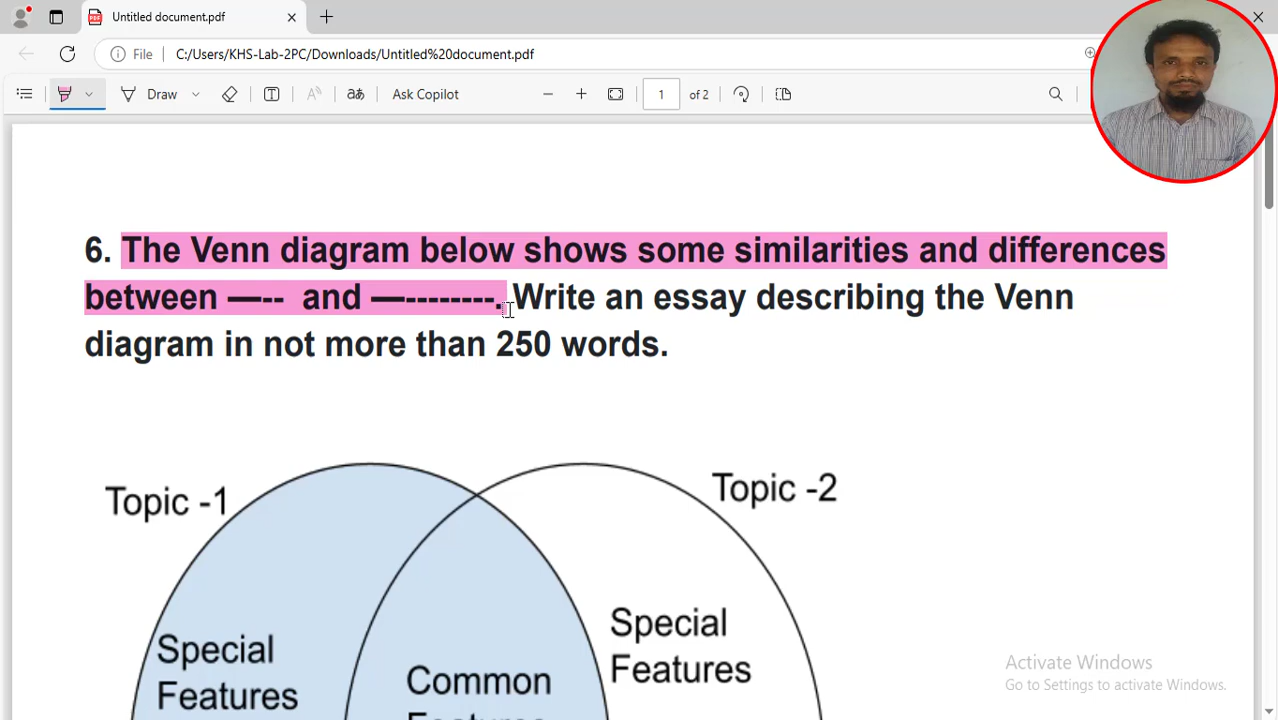 Untitled document.pdf
File C:/Users/KHS-Lab-2PC/Downloads/Untitled%20document.pdf
Draw Ask Copilot 1 of 2
6. The Venn diagram below shows some similarities and differences
between —-- and —--------. Write an essay describing the Venn
diagram in not more than 250 words.
Topic -1
Topic -2
Special
Features
Common
Features
Special
Features
Activate Windows
Go to Settings to activate Windows.